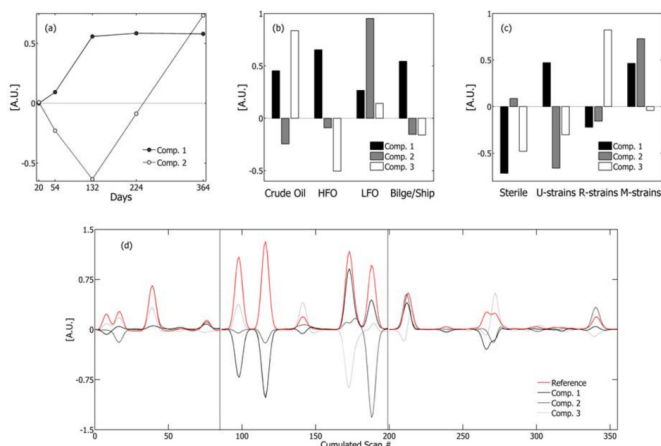 (a)
0.5
0
-0.5
[A.U.]
Comp. 1
Comp. 2
20 54 132 224 364
Days
(b)
1
0.5
0
-0.5
[A.U.]
Comp. 1
Comp. 2
Comp. 3
Crude Oil HFO LFO Bilge/Ship
(c)
1
0.5
0
-0.5
[A.U.]
Comp. 1
Comp. 2
Comp. 3
Sterile U-strains R-strains M-strains
(d)
1.5
0.75
0
-0.75
-1.5
[A.U.]
Reference
Comp. 1
Comp. 2
Comp. 3
0 50 100 150 200 250 300 350
Cumulated Scan #